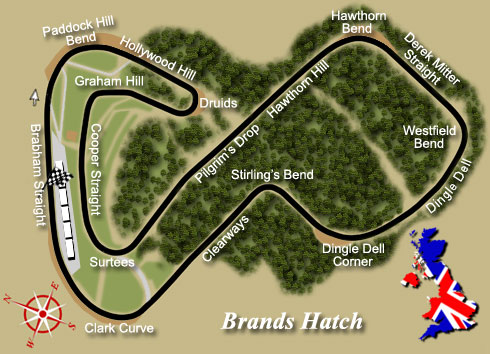 Paddock Hill
Bend
Hollywood Hill
Hawthorn
Bend
Derek Mitter
Straight
Graham Hill
Druids
Hawthorn Hill
Brabham Straight
Cooper Straight
Pilgrim's Drop
Westfield
Bend
Stirling's Bend
Dingle Dell
Clearways
Surtees
Dingle Dell
Corner
N
E
W
S
Clark Curve
Brands Hatch